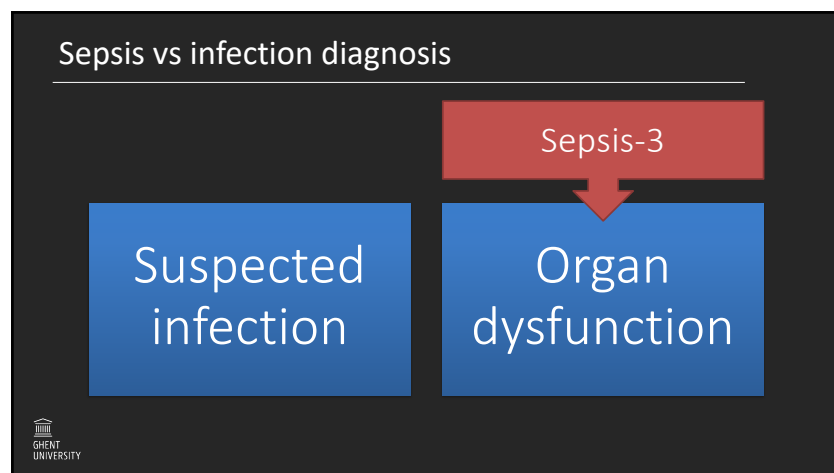 Sepsis vs infection diagnosis
Sepsis-3
Suspected
infection
Organ
dysfunction
GHENT
UNIVERSITY